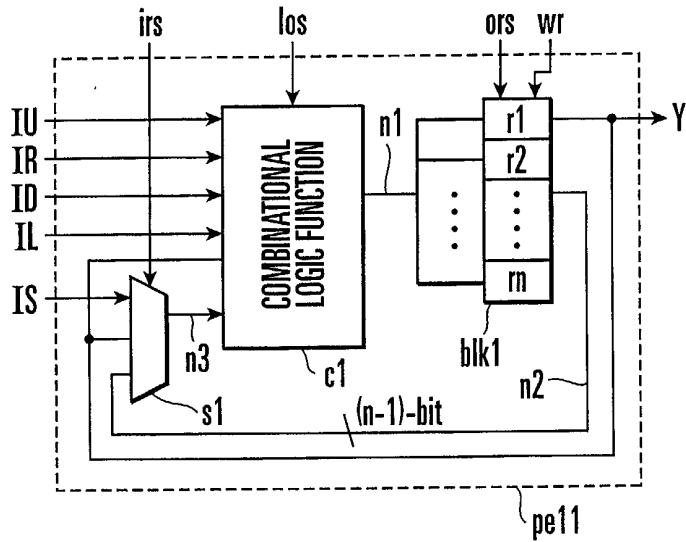 irs
los
ors
wr
IU
IR
ID
IL
IS
COMBINATIONAL
LOGIC FUNCTION
n1
r1
r2
rn
Y
n3
c1
blk1
n2
s1
(n-1)-bit
pe11